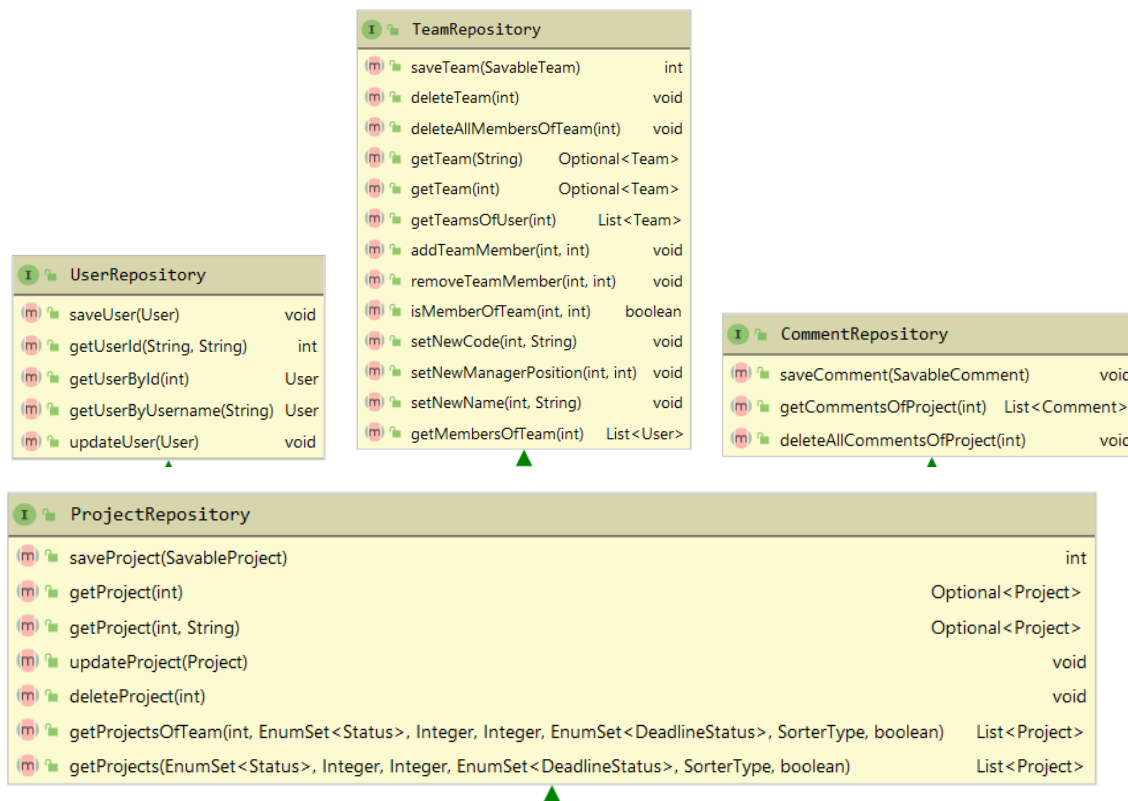 I TeamRepository
m saveTeam(SavableTeam) int
m deleteTeam(int) void
m deleteAllMembersOfTeam(int) void
m getTeam(String) Optional<Team>
m getTeam(int) Optional<Team>
m getTeamsOfUser(int) List<Team>
m addTeamMember(int, int) void
m removeTeamMember(int, int) void
m isMemberOfTeam(int, int) boolean
m setNewCode(int, String) void
m setNewManagerPosition(int, int) void
m setNewName(int, String) void
m getMembersOfTeam(int) List<User>
I UserRepository
m saveUser(User) void
m getUserId(String, String) int
m getUserById(int) User
m getUserByUsername(String) User
m updateUser(User) void
I CommentRepository
m saveComment(SavableComment) void
m getCommentsOfProject(int) List<Comment>
m deleteAllCommentsOfProject(int) void
I ProjectRepository
m saveProject(SavableProject) int
m getProject(int) Optional<Project>
m getProject(int, String) Optional<Project>
m updateProject(Project) void
m deleteProject(int) void
m getProjectsOfTeam(int, EnumSet<Status>, Integer, Integer, EnumSet<DeadlineStatus>, SorterType, boolean) List<Project>
m getProjects(EnumSet<Status>, Integer, Integer, EnumSet<DeadlineStatus>, SorterType, boolean) List<Project>